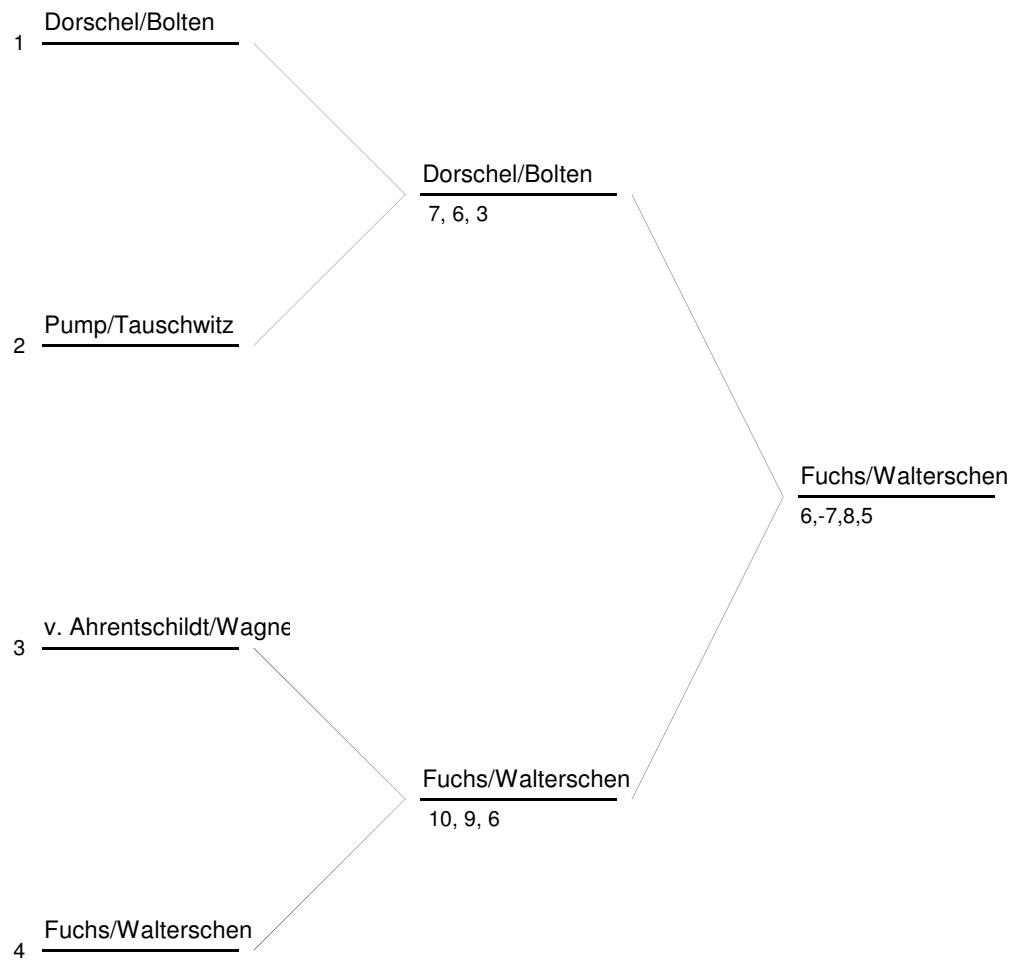 Dorschel/Bolten
1
Dorschel/Bolten
7, 6, 3
Pump/Tauschwitz
2
Fuchs/Walterschen
6,-7,8,5
v. Ahrentschildt/Wagne
3
Fuchs/Walterschen
10, 9, 6
Fuchs/Walterschen
4